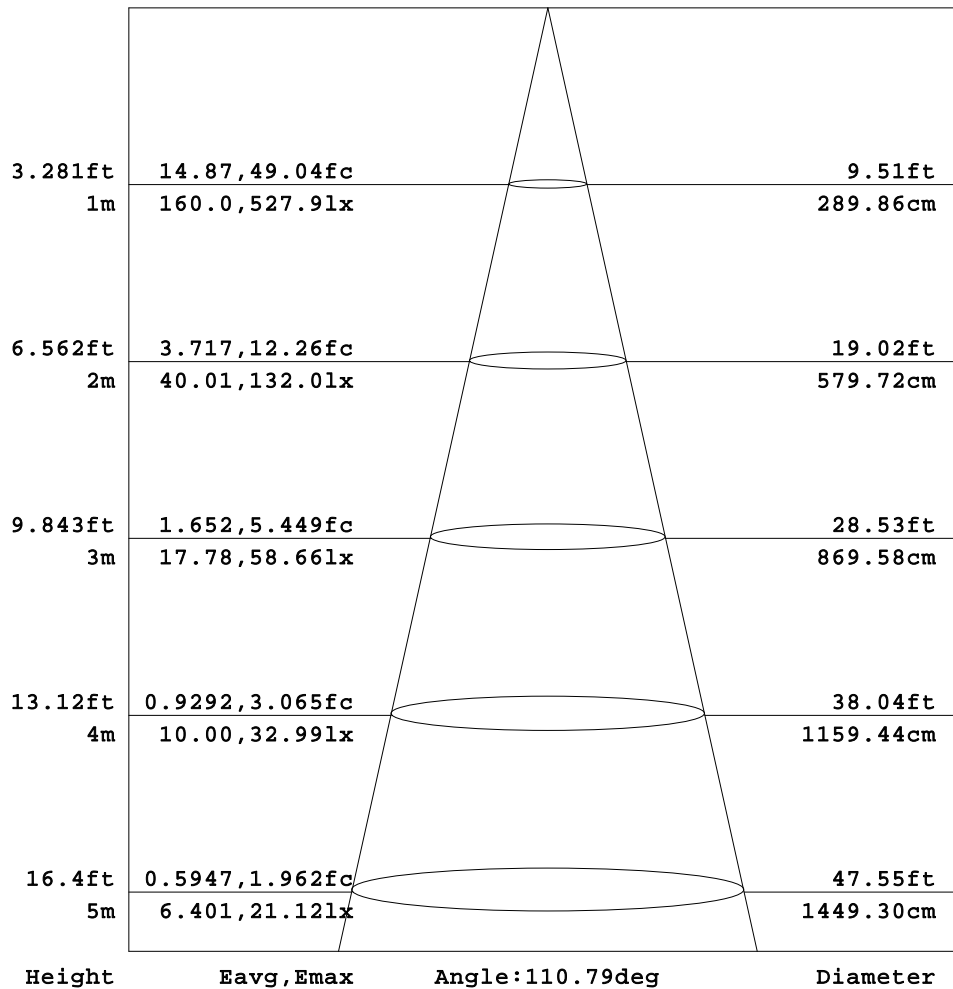 3.281ft 14.87,49.04fc 9.51ft
1m 160.0,527.9lx 289.86cm
6.562ft 3.717,12.26fc 19.02ft
2m 40.01,132.0lx 579.72cm
9.843ft 1.652,5.449fc 28.53ft
3m 17.78,58.66lx 869.58cm
13.12ft 0.9292,3.065fc 38.04ft
4m 10.00,32.99lx 1159.44cm
16.4ft 0.5947,1.962fc 47.55ft
5m 6.401,21.12lx 1449.30cm
Height Eavg,Emax Angle:110.79deg Diameter